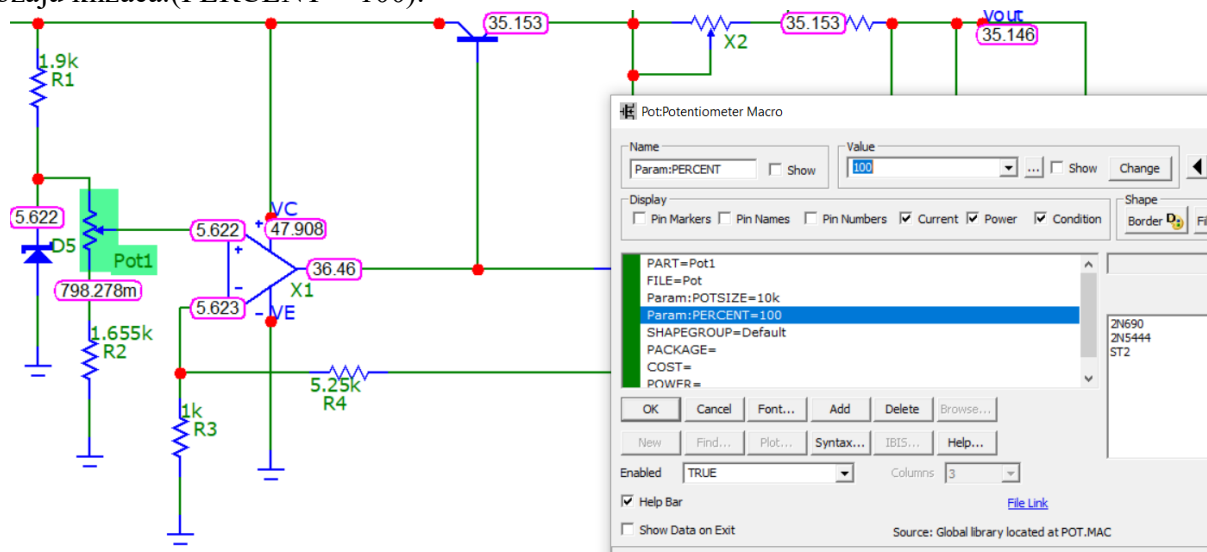 (PERCENT = 100).
35.153
X2
35.153
Vout
35.146
1.9k
R1
5.622
D5
Pot1
798.278m
1.655k
R2
5.622
VC
47.908
+
+
-
36.46
X1
5.623
- VE
5.25k
R4
1k
R3
Pot:Potentiometer Macro
Name
Param:PERCENT
Show
Value
100
...
Show
Change
Display
Pin Markers
Pin Names
Pin Numbers
Current
Power
Condition
Shape
Border
D
PART=Pot1
FILE=Pot
Param:POTSIZE=10k
Param:PERCENT=100
SHAPEGROUP=Default
PACKAGE=
COST=
POWER=
2N690
2N5444
ST2
OK
Cancel
Font...
Add
Delete
Browse...
New
Find...
Plot...
Syntax...
IBIS...
Help...
Enabled
TRUE
Columns
3
Help Bar
File Link
Show Data on Exit
Source: Global library located at POT.MAC